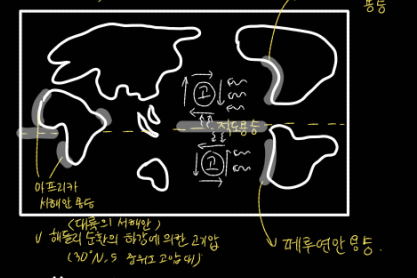 용승
고
적도용승
고
아프리카
서해안 용승
(대륙의 서해안)
해들리 순환의 하강에 의한 고기압
(30°N,S 중위도 고압대)
페루연안 용승.